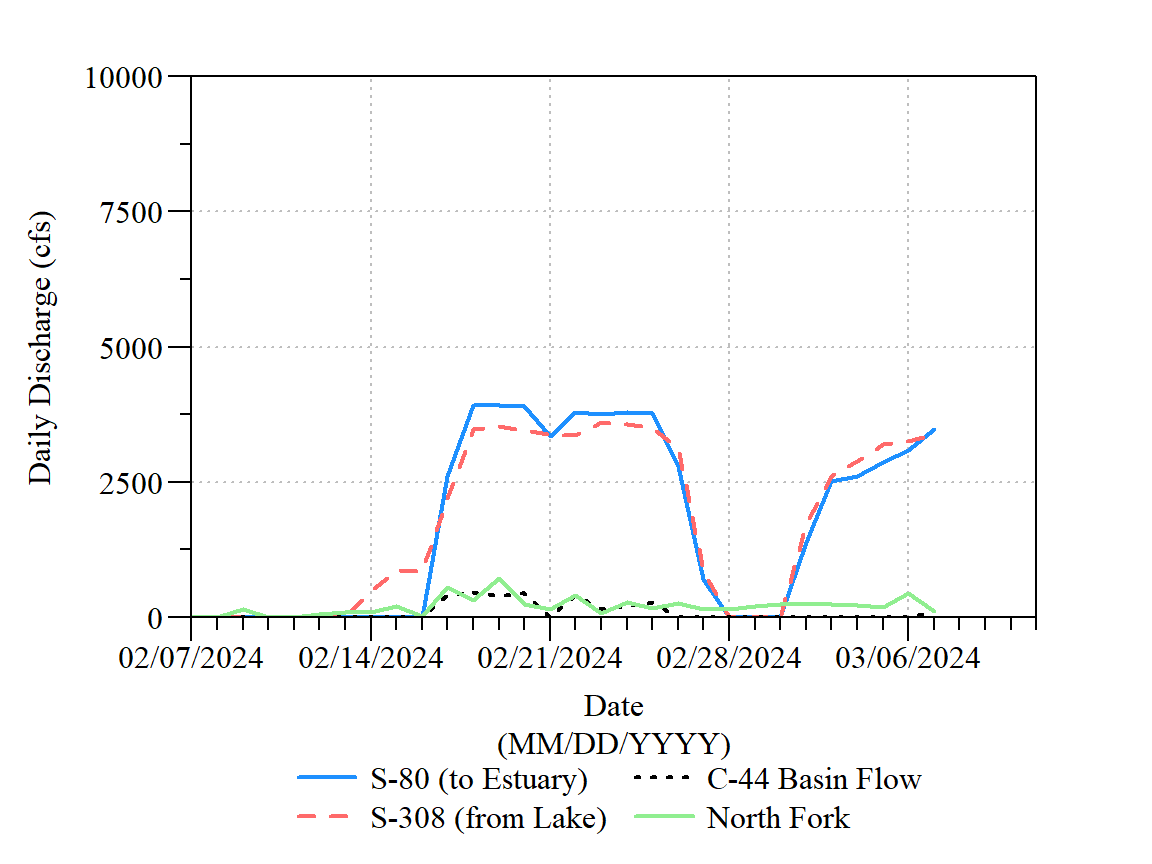 10000
7500
5000
2500
0
Daily Discharge (cfs)
02/07/2024 02/14/2024 02/21/2024 02/28/2024 03/06/2024
Date
(MM/DD/YYYY)
S-80 (to Estuary) C-44 Basin Flow
S-308 (from Lake) North Fork